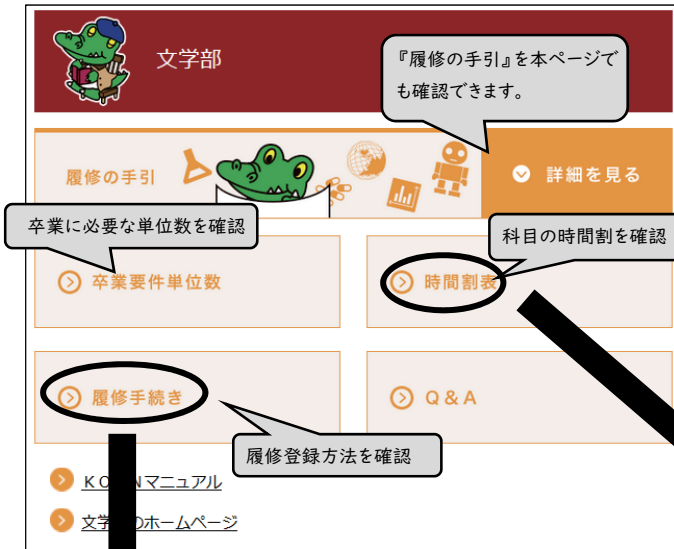 文学部
『履修の手引』を本ページで
も確認できます。
履修の手引
詳細を見る
卒業に必要な単位数を確認
科目の時間割を確認
卒業要件単位数
時間割表
履修手続き
Q&A
履修登録方法を確認
マニュアル
のホームページ